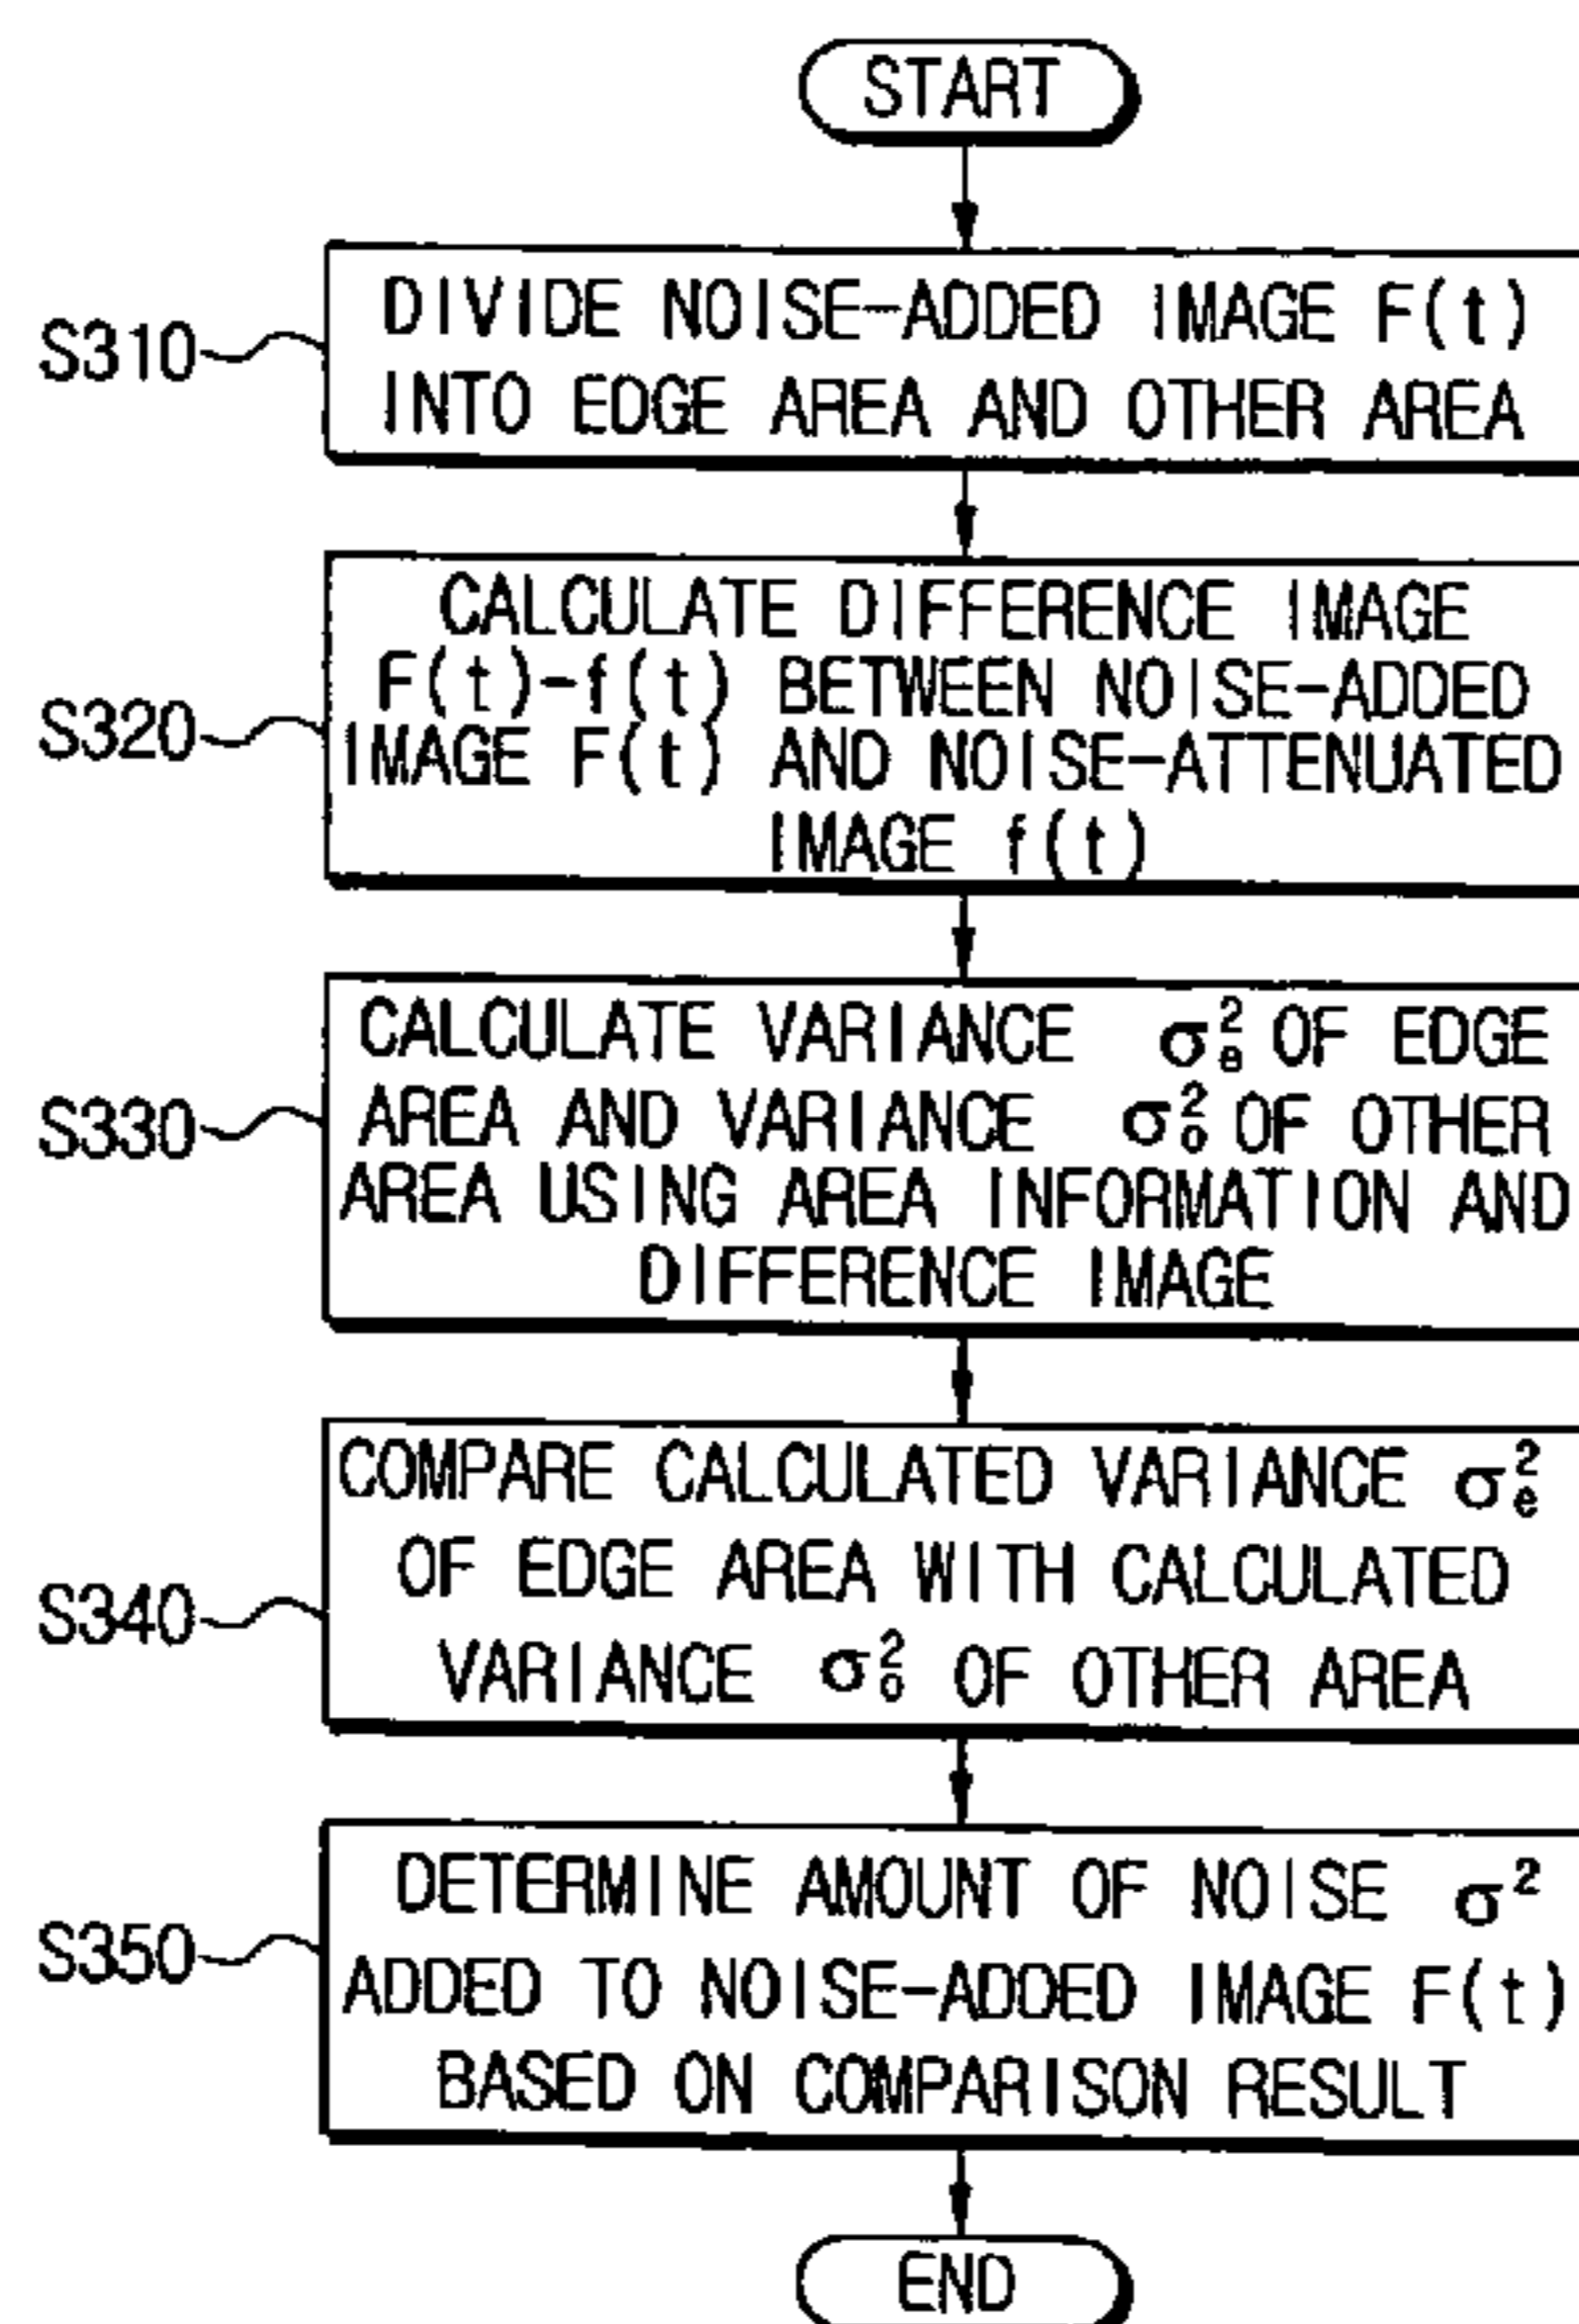 START
S310
DIVIDE NOISE-ADDED IMAGE F(t)
INTO EDGE AREA AND OTHER AREA
S320
CALCULATE DIFFERENCE IMAGE
F(t)-f(t) BETWEEN NOISE-ADDED
IMAGE F(t) AND NOISE-ATTENUATED
IMAGE f(t)
S330
CALCULATE VARIANCE σ²ₑ OF EDGE
AREA AND VARIANCE σ²ₒ OF OTHER
AREA USING AREA INFORMATION AND
DIFFERENCE IMAGE
S340
COMPARE CALCULATED VARIANCE σ²ₑ
OF EDGE AREA WITH CALCULATED
VARIANCE σ²ₒ OF OTHER AREA
S350
DETERMINE AMOUNT OF NOISE σ²
ADDED TO NOISE-ADDED IMAGE F(t)
BASED ON COMPARISON RESULT
END